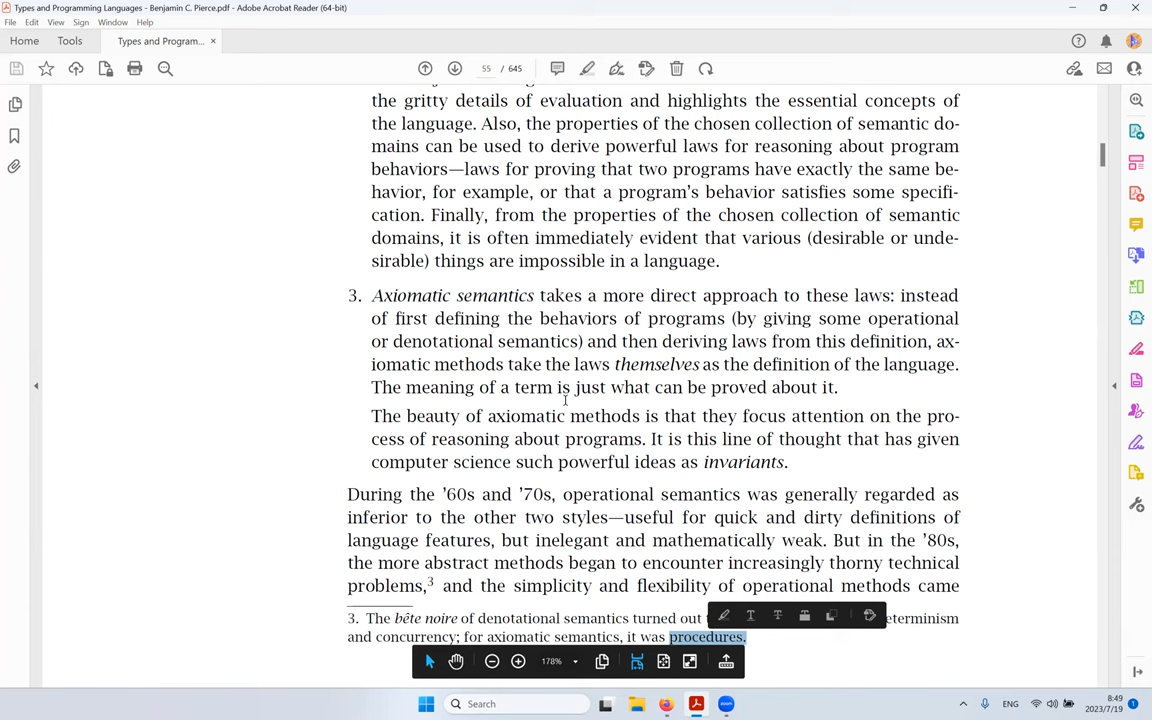 Types and Programming Languages - Benjamin C. Pierce.pdf - Adobe Acrobat Reader (64-bit)
File Edit View Sign Window Help
Home Tools Types and Program... ×
55 / 645
the gritty details of evaluation and highlights the essential concepts of
the language. Also, the properties of the chosen collection of semantic do-
mains can be used to derive powerful laws for reasoning about program
behaviors—laws for proving that two programs have exactly the same be-
havior, for example, or that a program's behavior satisfies some specifi-
cation. Finally, from the properties of the chosen collection of semantic
domains, it is often immediately evident that various (desirable or unde-
sirable) things are impossible in a language.
3. Axiomatic semantics takes a more direct approach to these laws: instead
of first defining the behaviors of programs (by giving some operational
or denotational semantics) and then deriving laws from this definition, ax-
iomatic methods take the laws themselves as the definition of the language.
The meaning of a term is just what can be proved about it.
The beauty of axiomatic methods is that they focus attention on the pro-
cess of reasoning about programs. It is this line of thought that has given
computer science such powerful ideas as invariants.
During the '60s and '70s, operational semantics was generally regarded as
inferior to the other two styles—useful for quick and dirty definitions of
language features, but inelegant and mathematically weak. But in the '80s,
the more abstract methods began to encounter increasingly thorny technical
problems,3 and the simplicity and flexibility of operational methods came
3. The bête noire of denotational semantics turned out eterminism
and concurrency; for axiomatic semantics, it was procedures.
178%
Search
ENG
8:49
2023/7/19